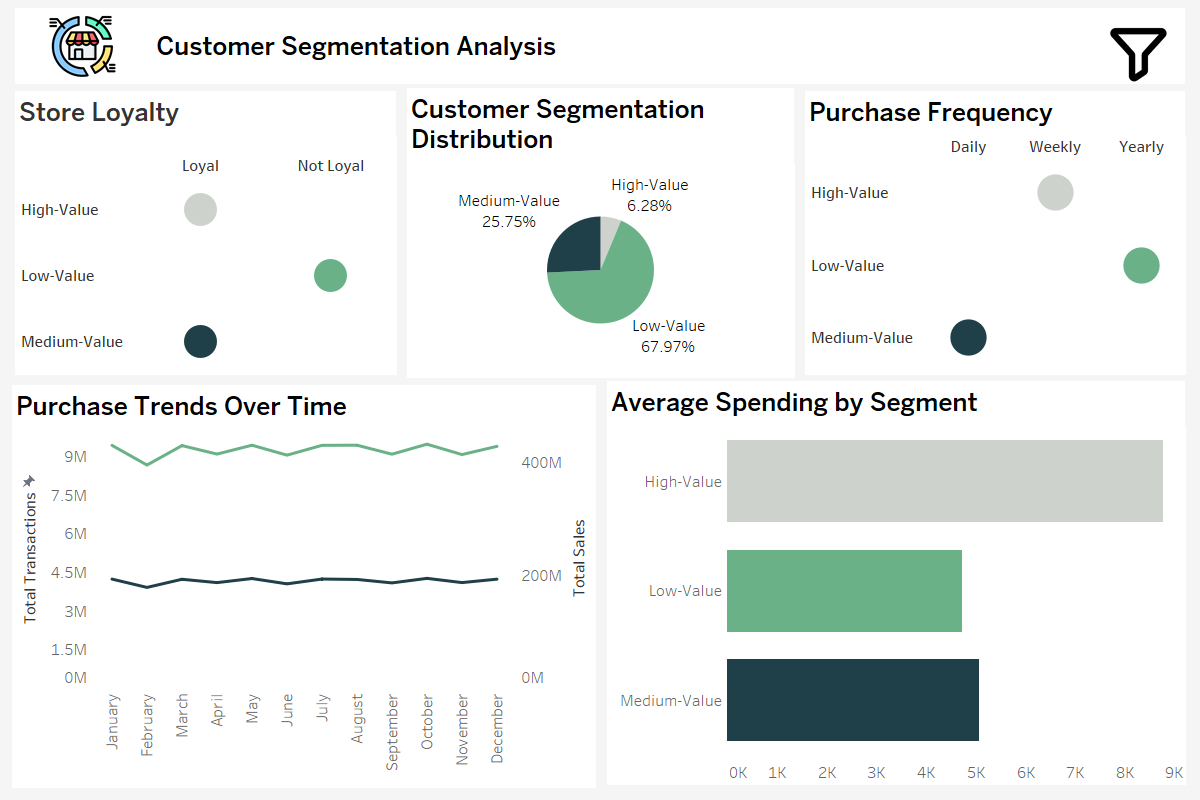 Customer Segmentation Analysis
Store Loyalty
Loyal Not Loyal
High-Value
Low-Value
Medium-Value
Customer Segmentation
Distribution
High-Value
6.28%
Medium-Value
25.75%
Low-Value
67.97%
Purchase Frequency
Daily Weekly Yearly
High-Value
Low-Value
Medium-Value
Purchase Trends Over Time
Total Transactions
9M
7.5M
6M
4.5M
3M
1.5M
0M
400M
200M
0M
Total Sales
January
February
March
April
May
June
July
August
September
October
November
December
Average Spending by Segment
High-Value
Low-Value
Medium-Value
0K 1K 2K 3K 4K 5K 6K 7K 8K 9K